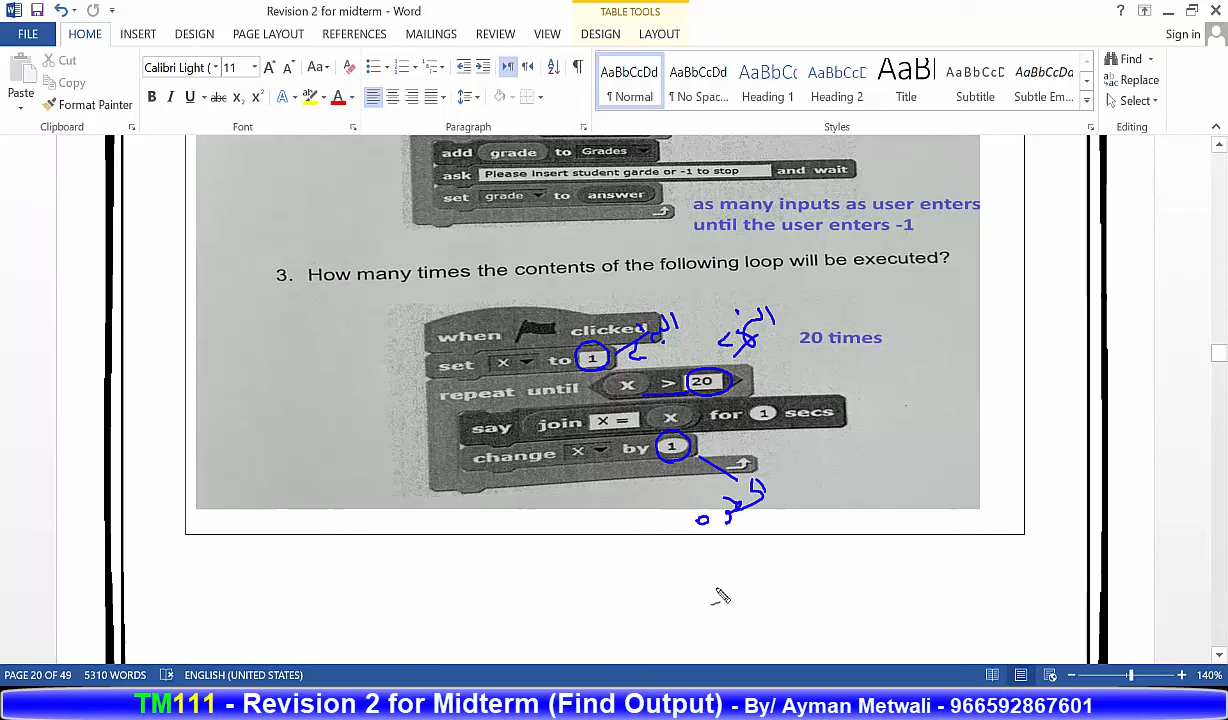 Revision 2 for midterm - Word
TABLE TOOLS
FILE HOME INSERT DESIGN PAGE LAYOUT REFERENCES MAILINGS REVIEW VIEW DESIGN LAYOUT Sign in
Cut
Copy
Format Painter
Paste
Calibri Light ( 11
AaBbCcDd AaBbCcDd AaBbCc AaBbCcD AaB AaBbCcD AaBbCcDd
¶ Normal ¶ No Spac... Heading 1 Heading 2 Title Subtitle Subtle Em...
Find
Replace
Select
Clipboard Font Paragraph Styles Editing
add grade to Grades
ask Please insert student garde or -1 to stop and wait
set grade to answer
as many inputs as user enters
until the user enters -1
3. How many times the contents of the following loop will be executed?
when clicked
set x to 1
20 times
repeat until x > 20
say join X = x for 1 secs
change x by 1
PAGE 20 OF 49 5310 WORDS ENGLISH (UNITED STATES) 140%
TM111 - Revision 2 for Midterm (Find Output) - By/ Ayman Metwali - 966592867601